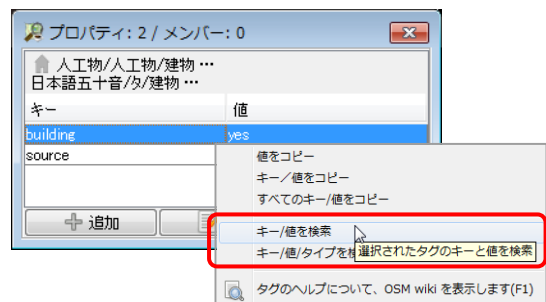 プロパティ: 2 / メンバー: 0
人工物/人工物/建物 …
日本語五十音/タ/建物 …
キー 値
building yes
source
値をコピー
キー／値をコピー
すべてのキー/値をコピー
追加
キー/値を検索
キー/値/タイプを
選択されたタグのキーと値を検索
タグのヘルプについて、OSM wiki を表示します(F1)